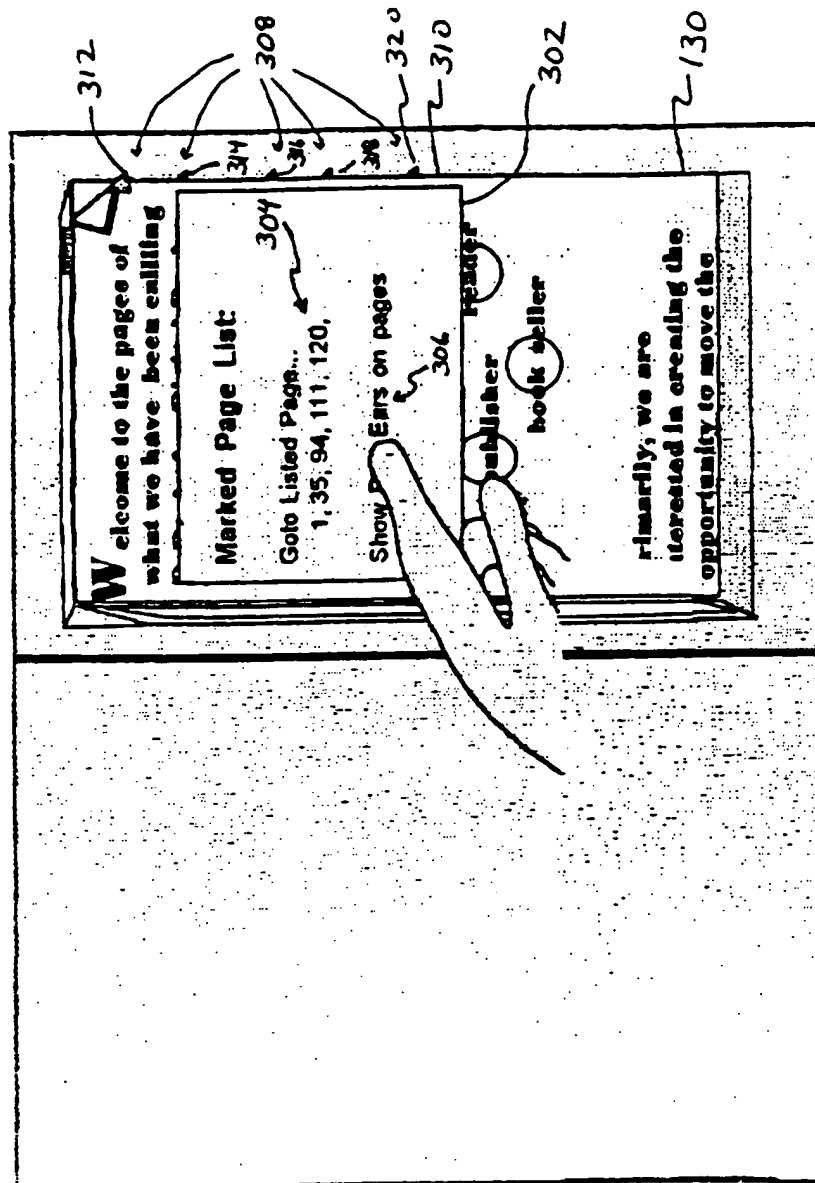 Welcome to the pages of
what we have been calling
Marked Page List:
Goto Listed Page...
1, 35, 94, 111, 120,
Show Ears on pages
reader
publisher
book seller
rimarily, we are
terested in creating the
opportunity to move the
312
308
314
316
318
320
310
302
304
306
130